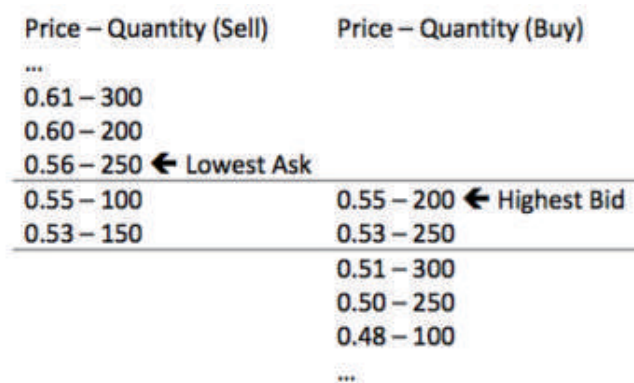 Price – Quantity (Sell) Price – Quantity (Buy)
...
0.61 – 300
0.60 – 200
0.56 – 250 🡸 Lowest Ask
0.55 – 100 0.55 – 200 🡸 Highest Bid
0.53 – 150 0.53 – 250
0.51 – 300
0.50 – 250
0.48 – 100
...